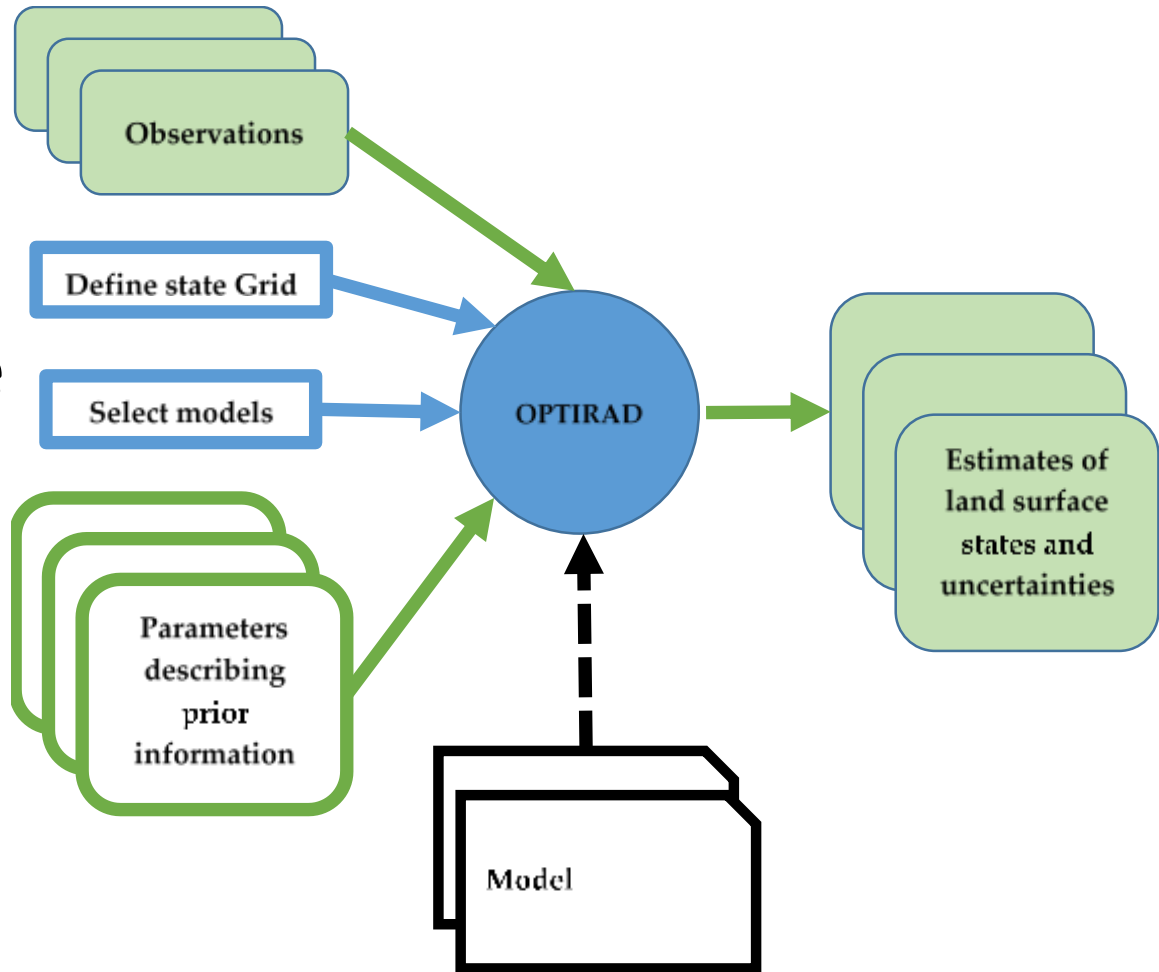 Observations
Define state Grid
Select models
OPTIRAD
Parameters
describing
prior
information
Estimates of
land surface
states and
uncertainties
Model